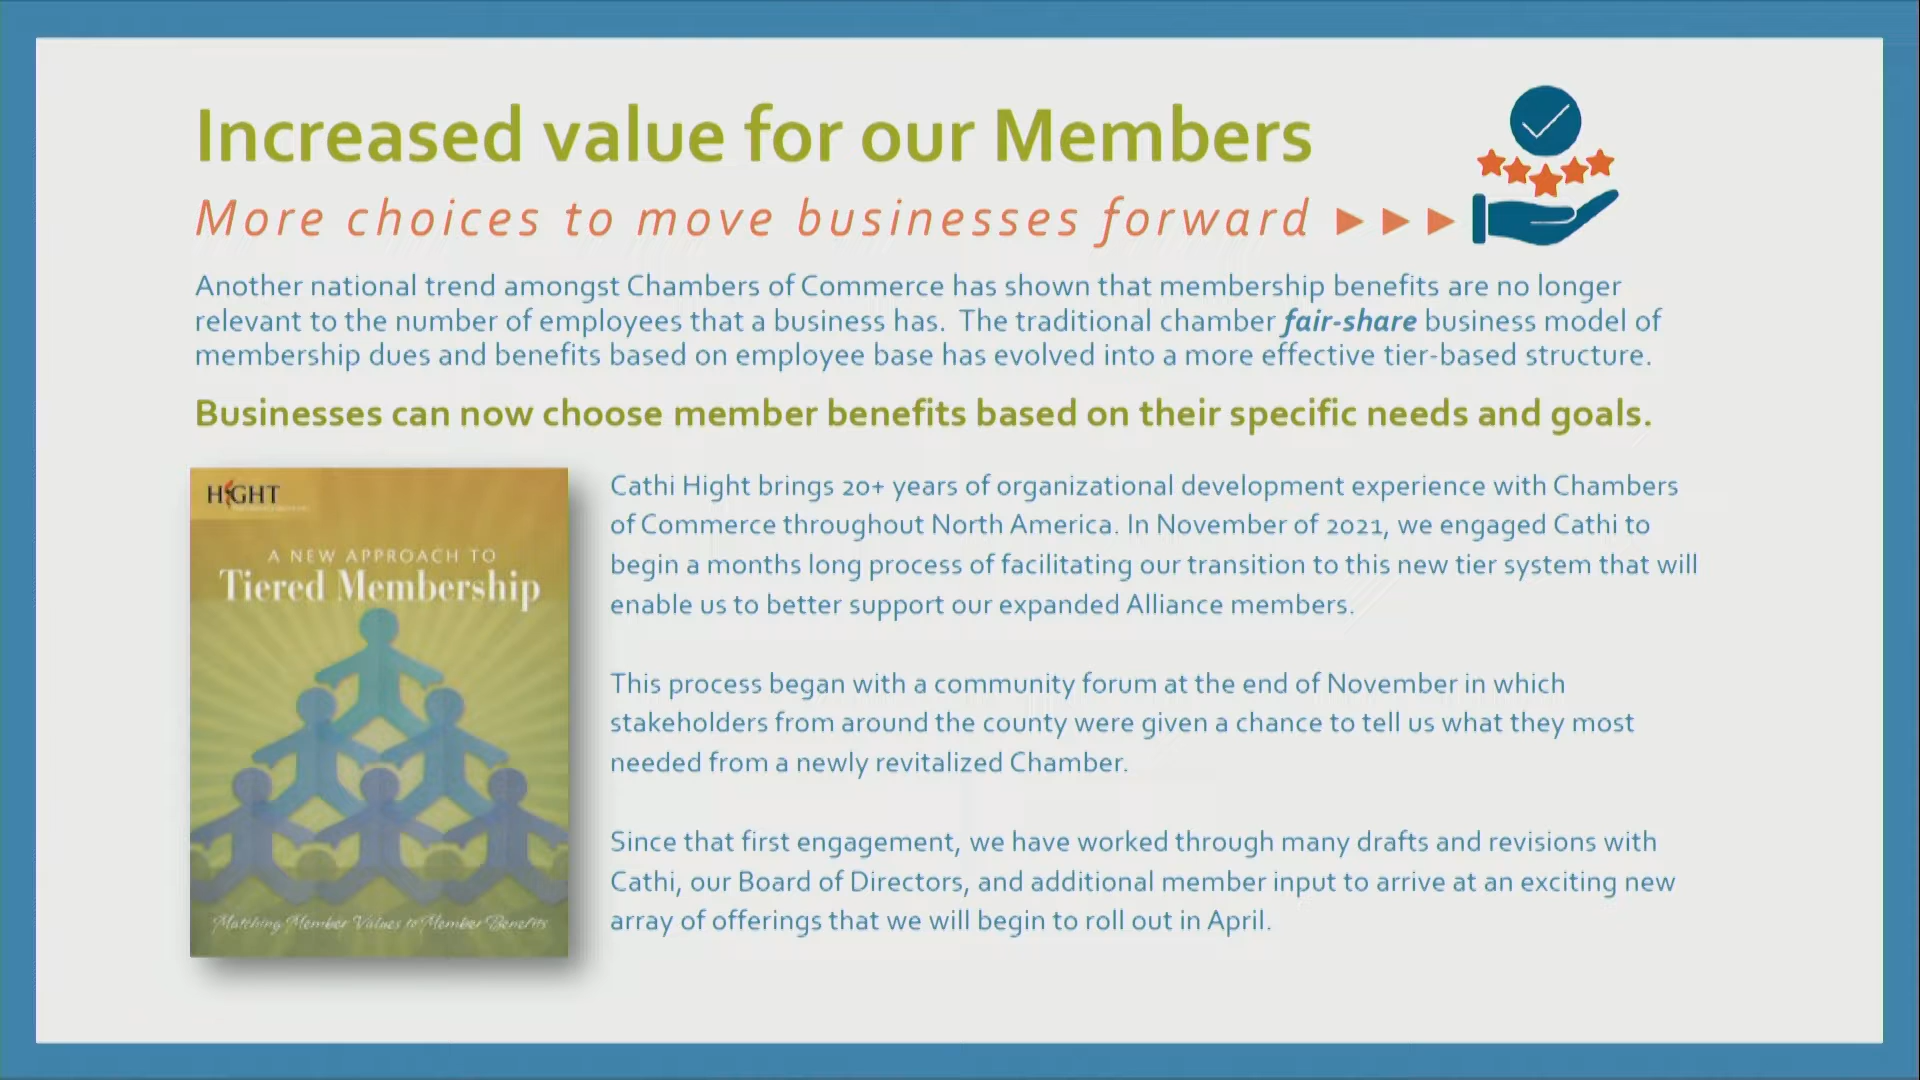 Increased value for our Members
More choices to move businesses forward
Another national trend amongst Chambers of Commerce has shown that membership benefits are no longer
relevant to the number of employees that a business has. The traditional chamber fair-share business model of
membership dues and benefits based on employee base has evolved into a more effective tier-based structure.
Businesses can now choose member benefits based on their specific needs and goals.
HIGHT
A NEW APPROACH TO
Tiered Membership
Matching Member Values to Member Benefits
Cathi Hight brings 20+ years of organizational development experience with Chambers
of Commerce throughout North America. In November of 2021, we engaged Cathi to
begin a months long process of facilitating our transition to this new tier system that will
enable us to better support our expanded Alliance members.
This process began with a community forum at the end of November in which
stakeholders from around the county were given a chance to tell us what they most
needed from a newly revitalized Chamber.
Since that first engagement, we have worked through many drafts and revisions with
Cathi, our Board of Directors, and additional member input to arrive at an exciting new
array of offerings that we will begin to roll out in April.